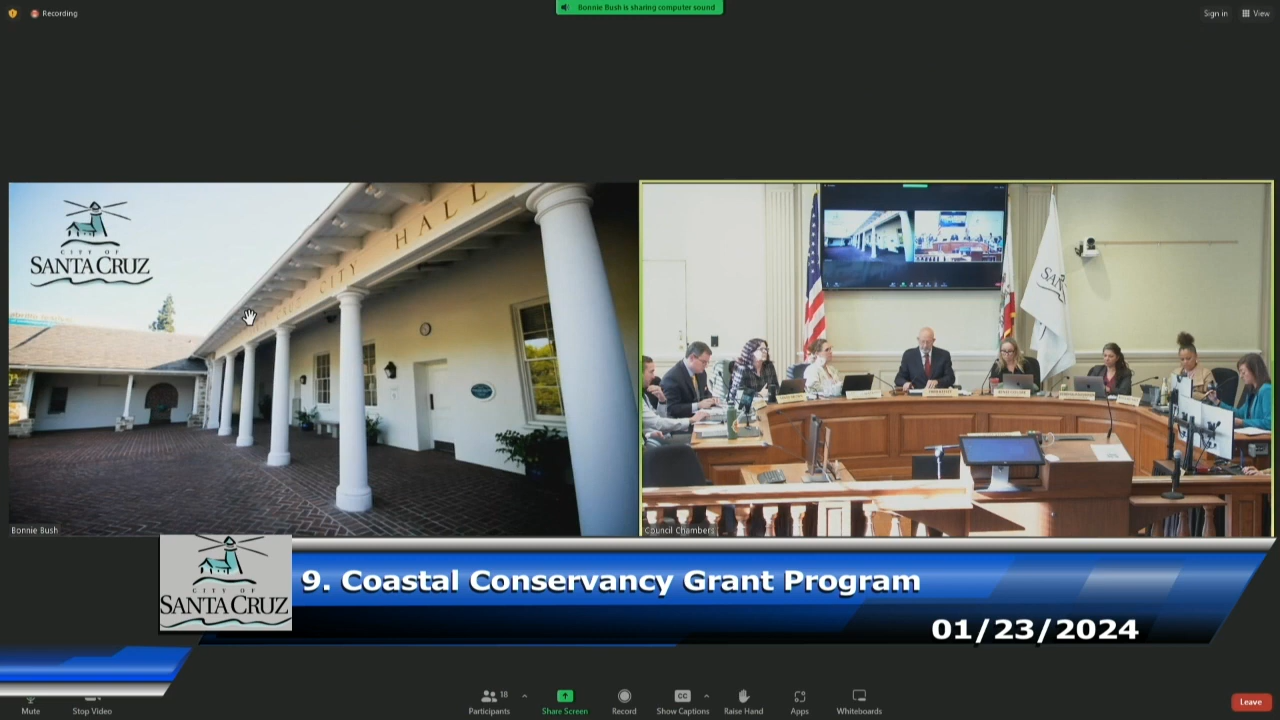 Recording
Bonnie Bush is sharing computer sound
Sign in
View
CITY OF
SANTA CRUZ
CITY HALL
Bonnie Bush
Council Chambers
CITY OF
SANTA CRUZ
9. Coastal Conservancy Grant Program
01/23/2024
Mute
Stop Video
Participants
18
Share Screen
CC
Show Captions
Record
Raise Hand
Apps
Whiteboards
Leave